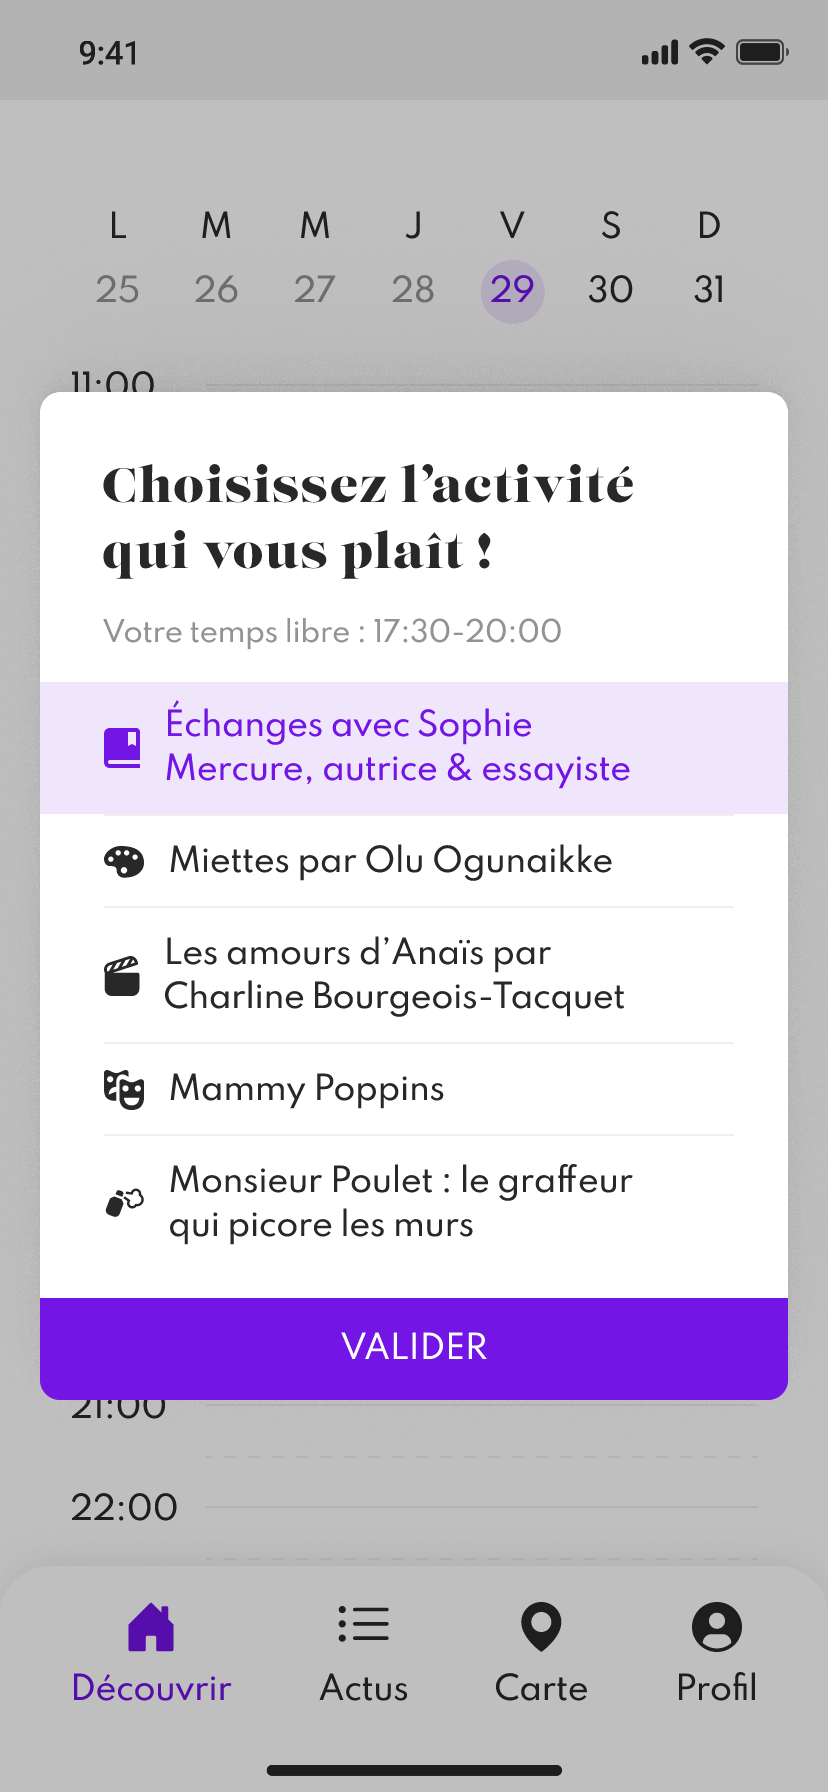 9:41
L M M J V S D
25 26 27 28 29 30 31
11:00
Choisissez l’activité
qui vous plaît !
Votre temps libre : 17:30-20:00
Échanges avec Sophie
Mercure, autrice & essayiste
Miettes par Olu Ogunaikke
Les amours d’Anaïs par
Charline Bourgeois-Tacquet
Mammy Poppins
Monsieur Poulet : le graffeur
qui picore les murs
VALIDER
21:00
22:00
Découvrir Actus Carte Profil